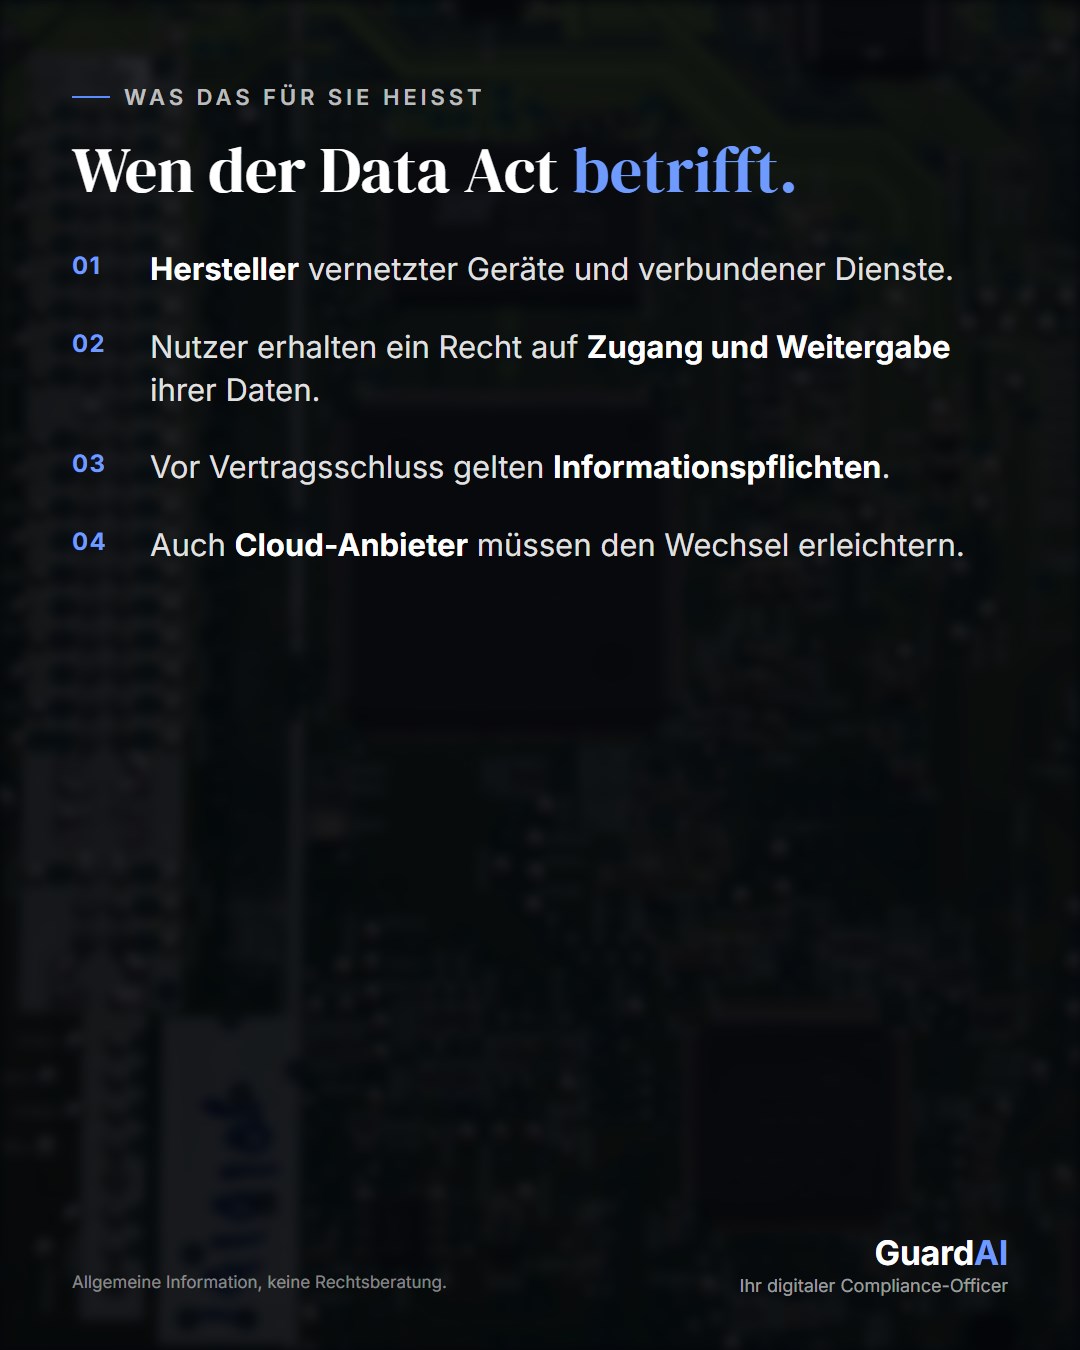 WAS DAS FÜR SIE HEISST
Wen der Data Act betrifft.
01 Hersteller vernetzter Geräte und verbundener Dienste.
02 Nutzer erhalten ein Recht auf Zugang und Weitergabe
ihrer Daten.
03 Vor Vertragsschluss gelten Informationspflichten.
04 Auch Cloud-Anbieter müssen den Wechsel erleichtern.
GuardAI
Allgemeine Information, keine Rechtsberatung.
Ihr digitaler Compliance-Officer